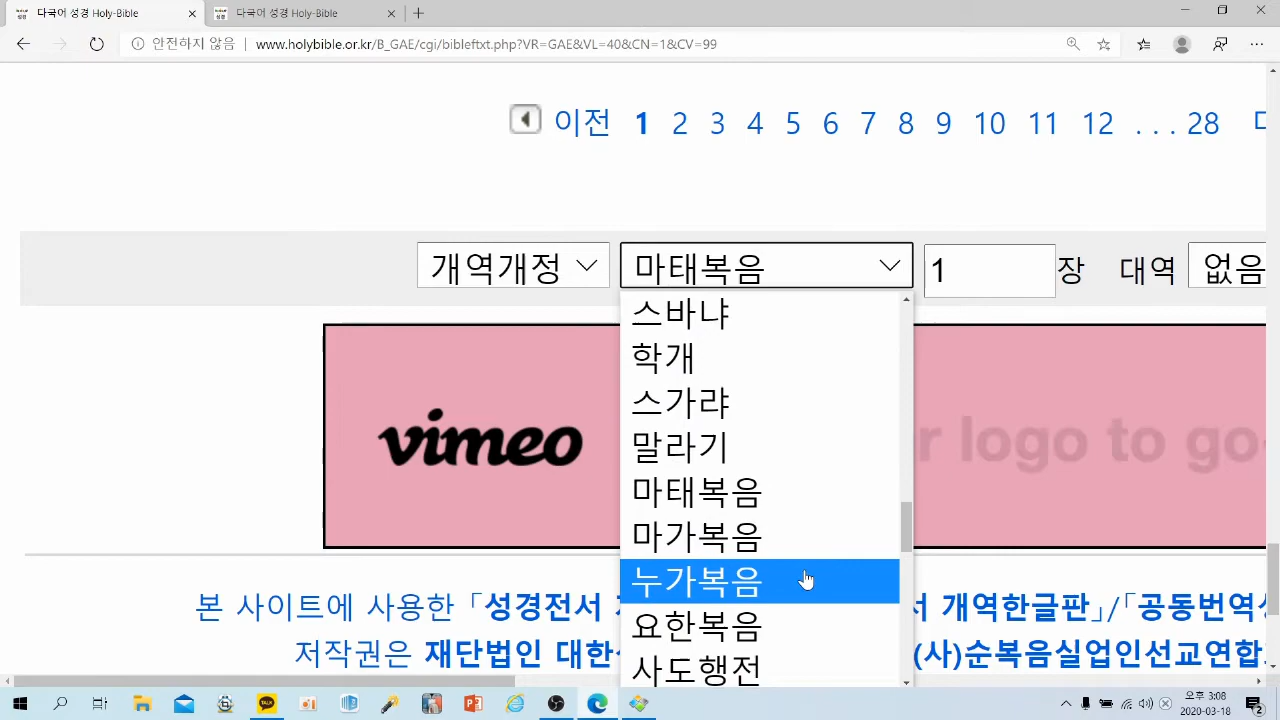 다국어 성경 Holy-Bible
다국어 성경 Holy-Bible
안전하지 않음 | www.holybible.or.kr/B_GAE/cgi/bibleftxt.php?VR=GAE&VL=40&CN=1&CV=99
이전 1 2 3 4 5 6 7 8 9 10 11 12 . . . 28
개역개정 마태복음 1 장 대역 없음
스바냐
학개
스가랴
말라기
마태복음
마가복음
누가복음
요한복음
사도행전
vimeo
r logo to go
본 사이트에 사용한 「성경전서 서 개역한글판」/「공동번역
저작권은 재단법인 대한 (사)순복음실업인선교연합
TALK
오후 3:08
2020-03-18
2